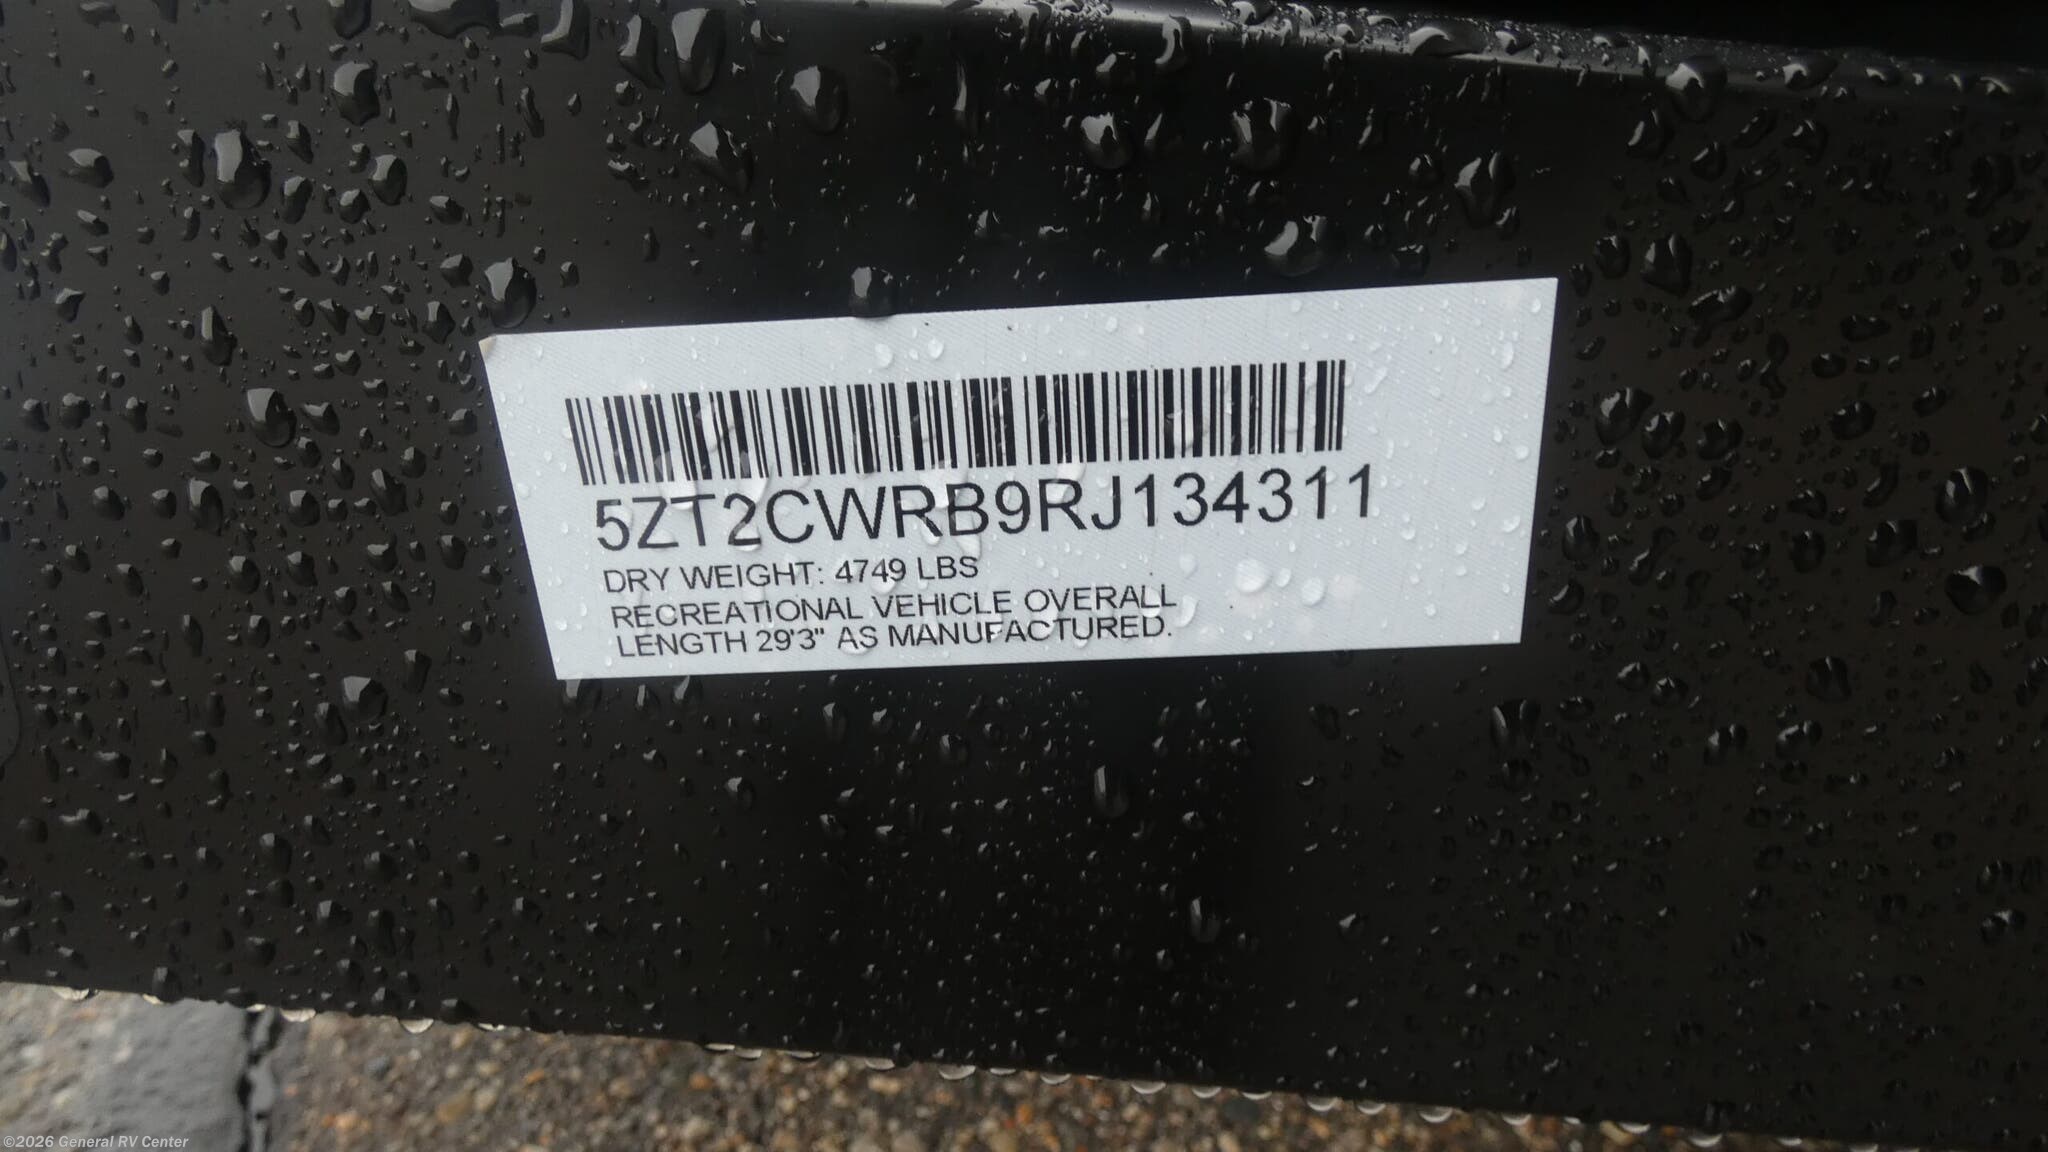 5ZT2CWRB9RJ134311
DRY WEIGHT: 4749 LBS
RECREATIONAL VEHICLE OVERALL
LENGTH 29'3" AS MANUFACTURED.
©2026 General RV Center